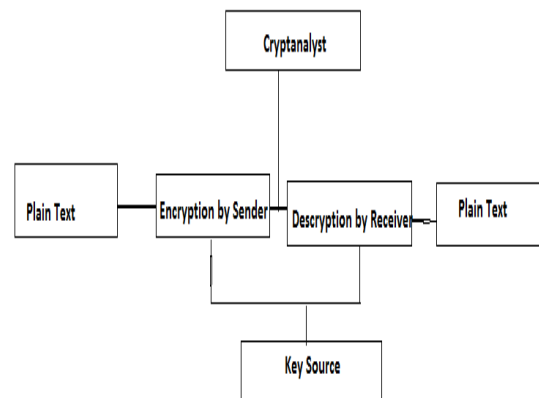 Cryptanalyst
Plain Text
Encryption by Sender
Descryption by Receiver
Plain Text
Key Source